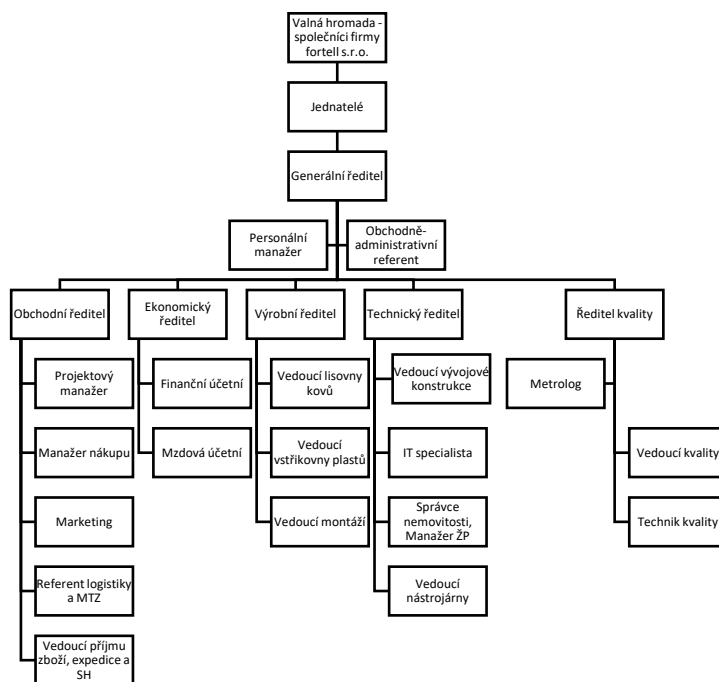 Valná hromada -
společníci firmy
fortell s.r.o.
Jednatelé
Generální ředitel
Personální
manažer
Obchodně-
administrativní
referent
Obchodní ředitel
Ekonomický
ředitel
Výrobní ředitel
Technický ředitel
Ředitel kvality
Projektový
manažer
Finanční účetní
Vedoucí lisovny
kovů
Vedoucí vývojové
konstrukce
Metrolog
Manažer nákupu
Mzdová účetní
Vedoucí
vstřikovny plastů
IT specialista
Vedoucí kvality
Marketing
Vedoucí montáží
Správce
nemovitosti,
Manažer ŽP
Technik kvality
Referent logistiky
a MTZ
Vedoucí
nástrojárny
Vedoucí příjmu
zboží, expedice a
SH